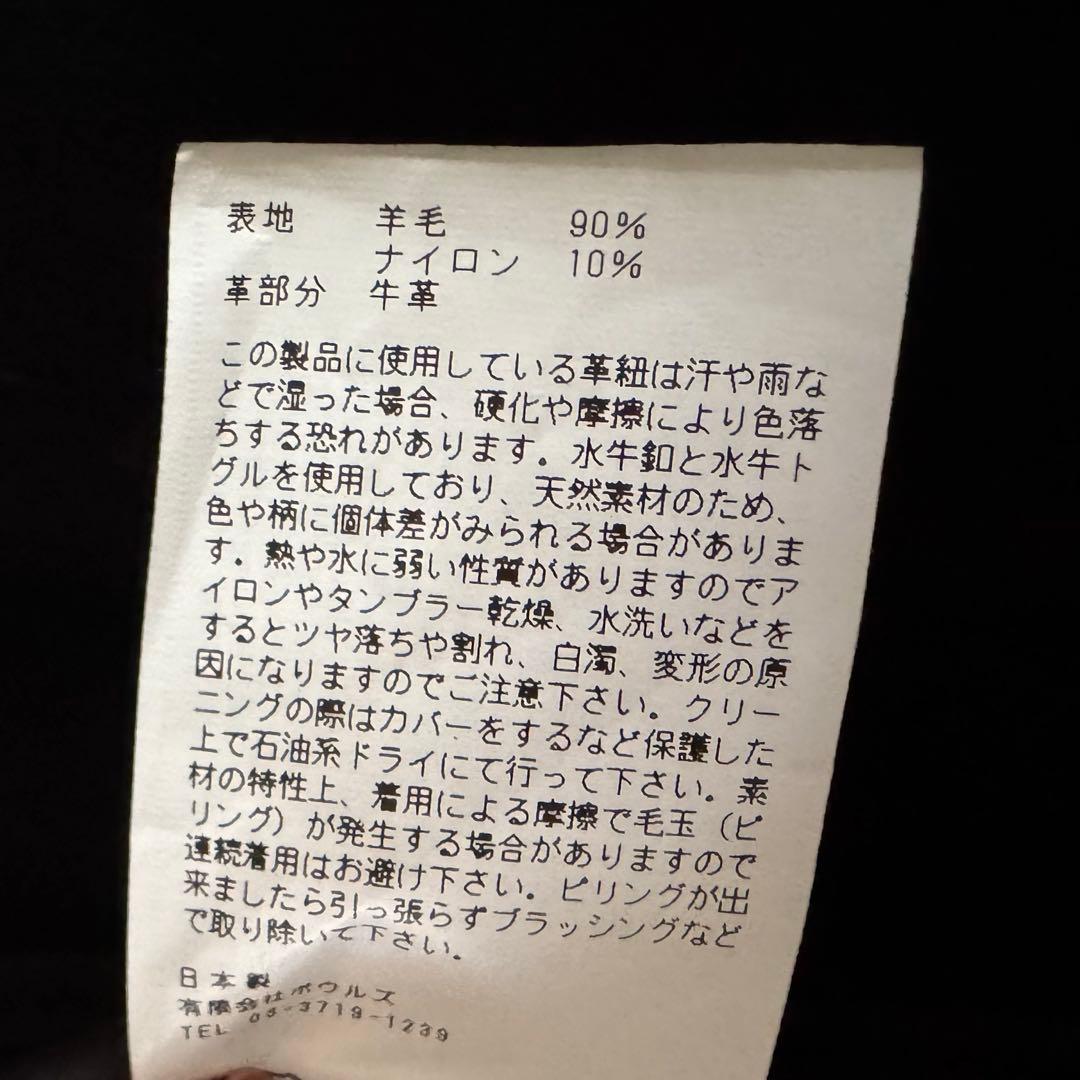 表地 羊毛 90%
ナイロン 10%
革部分 牛革
この製品に使用している革紐は汗や雨な
どで湿った場合、硬化や摩擦により色落
ちする恐れがあります。水牛釦と水牛ト
グルを使用しており、天然素材のため、
色や柄に個体差がみられる場合がありま
す。熱や水に弱い性質がありますのでア
イロンやタンブラー乾燥、水洗いなどを
するとツヤ落ちや割れ、白濁、変形の原
因になりますのでご注意下さい。クリー
ニングの際はカバーをするなど保護した
上で石油系ドライにて行って下さい。素
材の特性上、着用による摩擦で毛玉（ピ
リング）が発生する場合がありますので
連続着用はお避け下さい。ピリングが出
来ましたら引っ張らずブラッシングなど
で取り除いて下さい。
日本製
有限会社ボウルズ
TEL 03-3719-1239